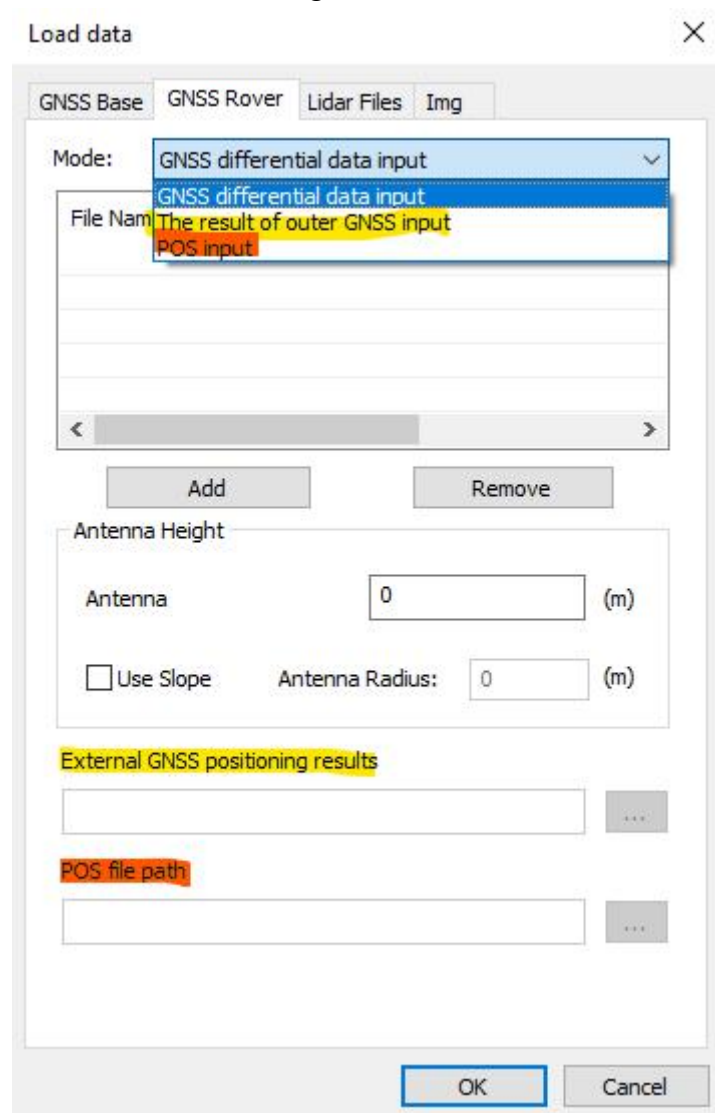 Load data
GNSS Base GNSS Rover Lidar Files Img
Mode: GNSS differential data input
GNSS differential data input
File Nam The result of outer GNSS input
POS input
Add Remove
Antenna Height
Antenna 0 (m)
Use Slope Antenna Radius: 0 (m)
External GNSS positioning results
...
POS file path
...
OK Cancel